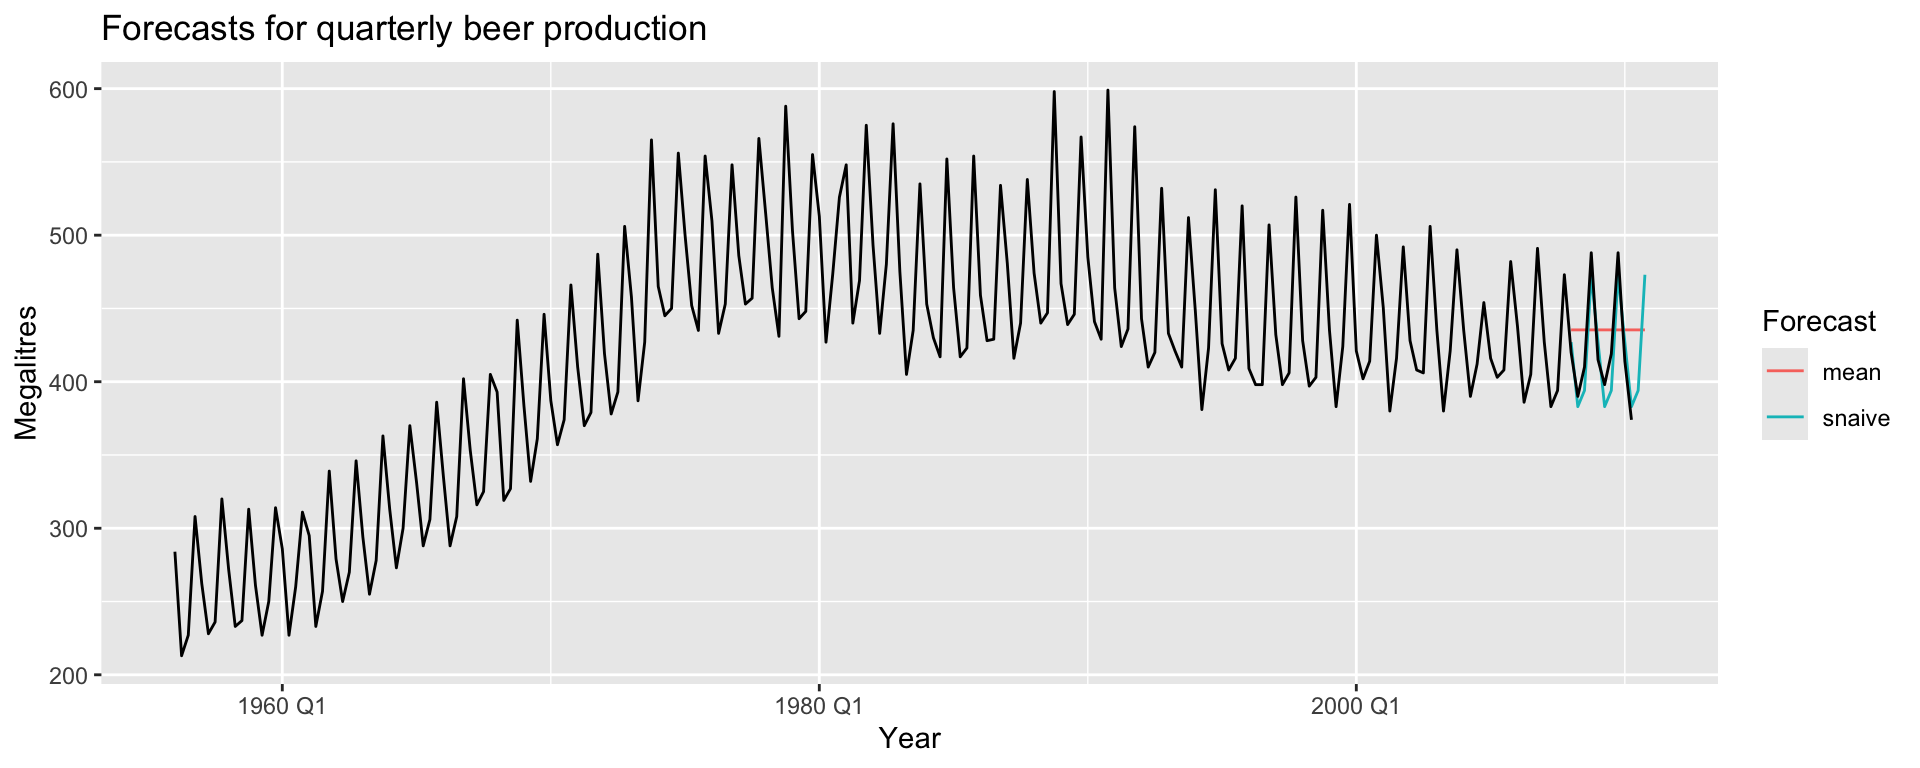 Forecasts for quarterly beer production
600
500
400
300
200
Megalitres
1960 Q1
1980 Q1
2000 Q1
Year
Forecast
mean
snaive